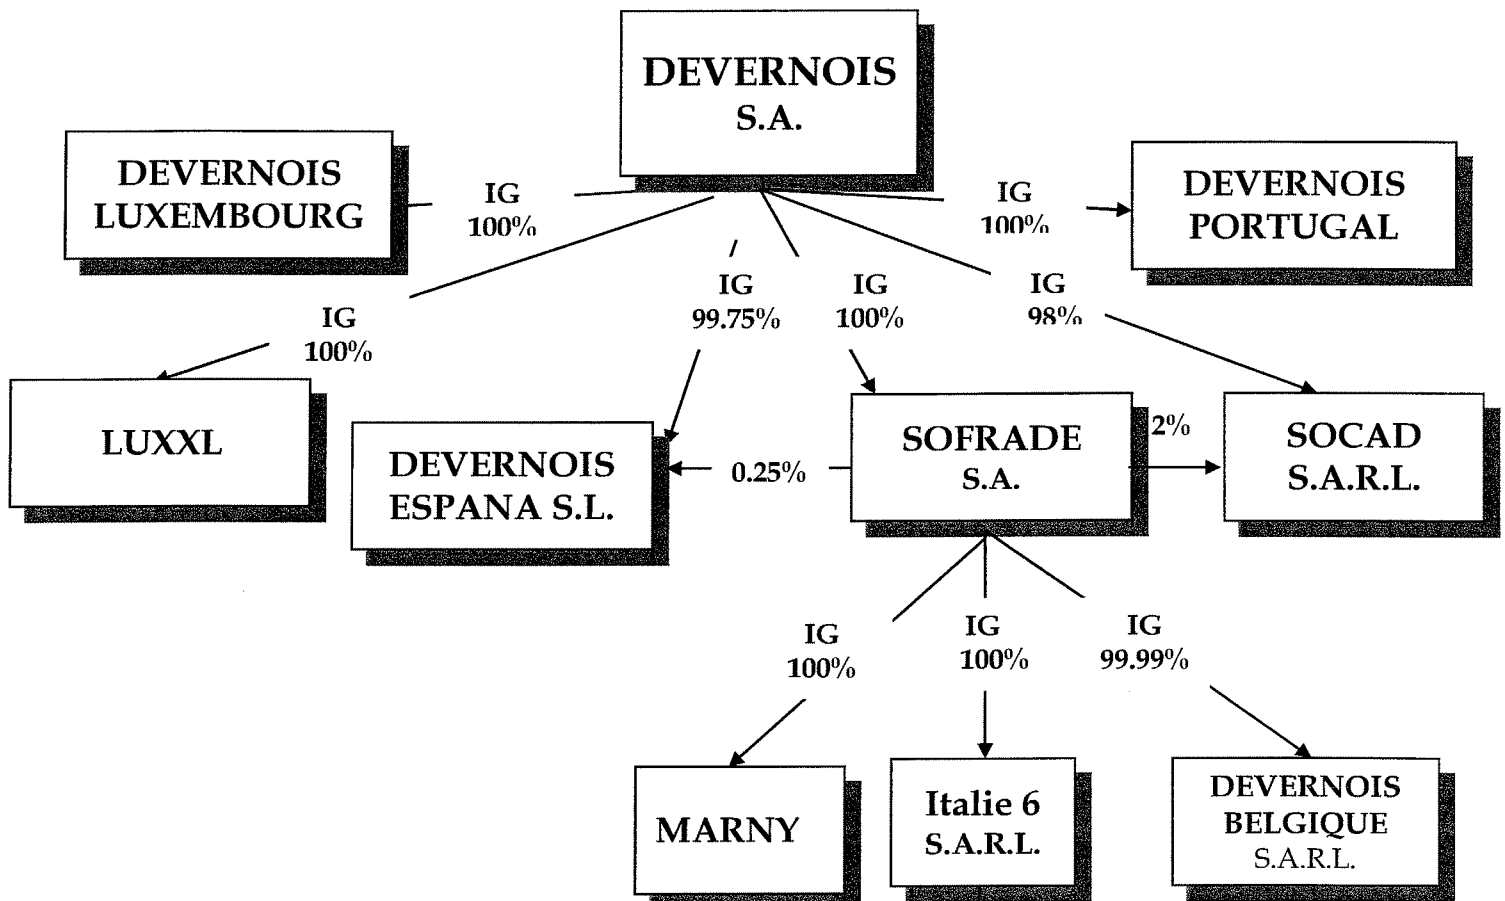 DEVERNOIS
S.A.
DEVERNOIS
LUXEMBOURG
IG
100%
IG
100%
DEVERNOIS
PORTUGAL
IG
100%
IG
99.75%
IG
100%
IG
98%
LUXXL
DEVERNOIS
ESPANA S.L.
0.25%
SOFRADE
S.A.
2%
SOCAD
S.A.R.L.
IG
100%
IG
100%
IG
99.99%
MARNY
Italie 6
S.A.R.L.
DEVERNOIS
BELGIQUE
S.A.R.L.